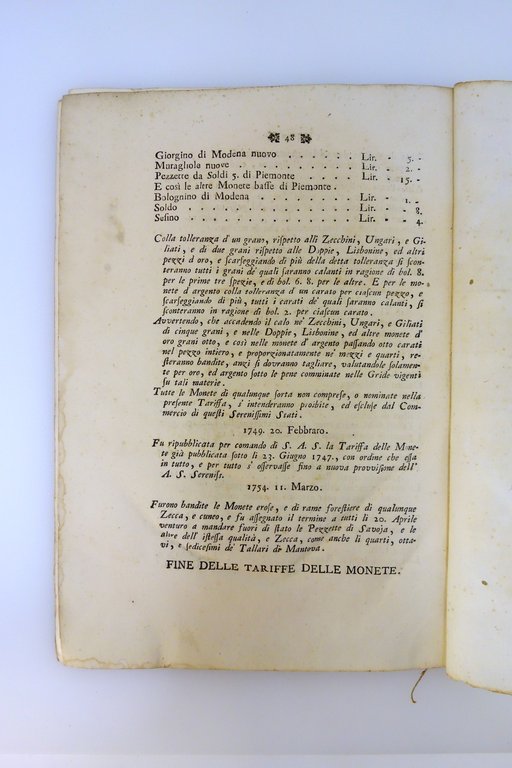 48
Giorgino di Modena nuovo . . . . . . Lir. - 5. -
Muragliola nuove . . . . . . . . . . Lir. - 2. -
Pezzette da Soldi 5. di Piemonte . . . Lir. - 15. -
E così le altre Monete basse di Piemonte.
Bolognino di Modena . . . . . . . . Lir. - 1. -
Soldo . . . . . . . . . . . . . . Lir. - - 8.
Sesino . . . . . . . . . . . . . . Lir. - - 4.
Colla tolleranza d'un grano, rispetto alli Zecchini, Ungari, e Gi-
liati, e di due grani rispetto alle Doppie, Lisbonine, ed altri
pezzi d'oro, e scarseggiando di più della detta tolleranza si scon-
teranno tutti i grani de' quali saranno calanti in ragione di bol. 8.
per le prime tre spezie, e di bol. 6. 8. per le altre. E per le mo-
nete d'argento colla tolleranza d'un carato per ciascun pezzo, e
scarseggiando di più, tutti i carati de' quali saranno calanti, si
sconteranno in ragione di bol. 2. per ciascun carato.
Avvertendo, che accadendo il calo ne' Zecchini, Ungari, e Giliati
di cinque grani, e nelle Doppie, Lisbonine, ed altre monete d'
oro grani otto, e così nelle monete d'argento passando otto carati
nel pezzo intiero, e proporzionatamente ne' mezzi e quarti, re-
steranno bandite, anzi si dovranno tagliare, valutandole solamen-
te per oro, ed argento sotto le pene comminate nelle Gride vigenti
su tali materie.
Tutte le Monete di qualunque sorta non comprese, o nominate nella
presente Tariffa, s'intenderanno proibite, ed escluse dal Com-
mercio di questi Serenissimi Stati.
1749. 20. Febbraro.
Fu ripubblicata per comando di S. A. S. la Tariffa delle Mone-
te già pubblicata sotto li 23. Giugno 1747., con ordine che essa
in tutto, e per tutto s'osservasse fino a nuova provvisone dell'
A. S. Sereniss.
1754. 11. Marzo.
Furono bandite le Monete erose, e di rame forestiere di qualunque
Zecca, e cuneo, e fu assegnato il termine a tutti li 20. Aprile
venturo a mandare fuori di stato le Pezzette di Savoja, e le
altre dell'istessa qualità, e Zecca, come anche li quarti, otta-
vi, e sedicesimi de' Tallari di Mantova.
FINE DELLE TARIFFE DELLE MONETE.